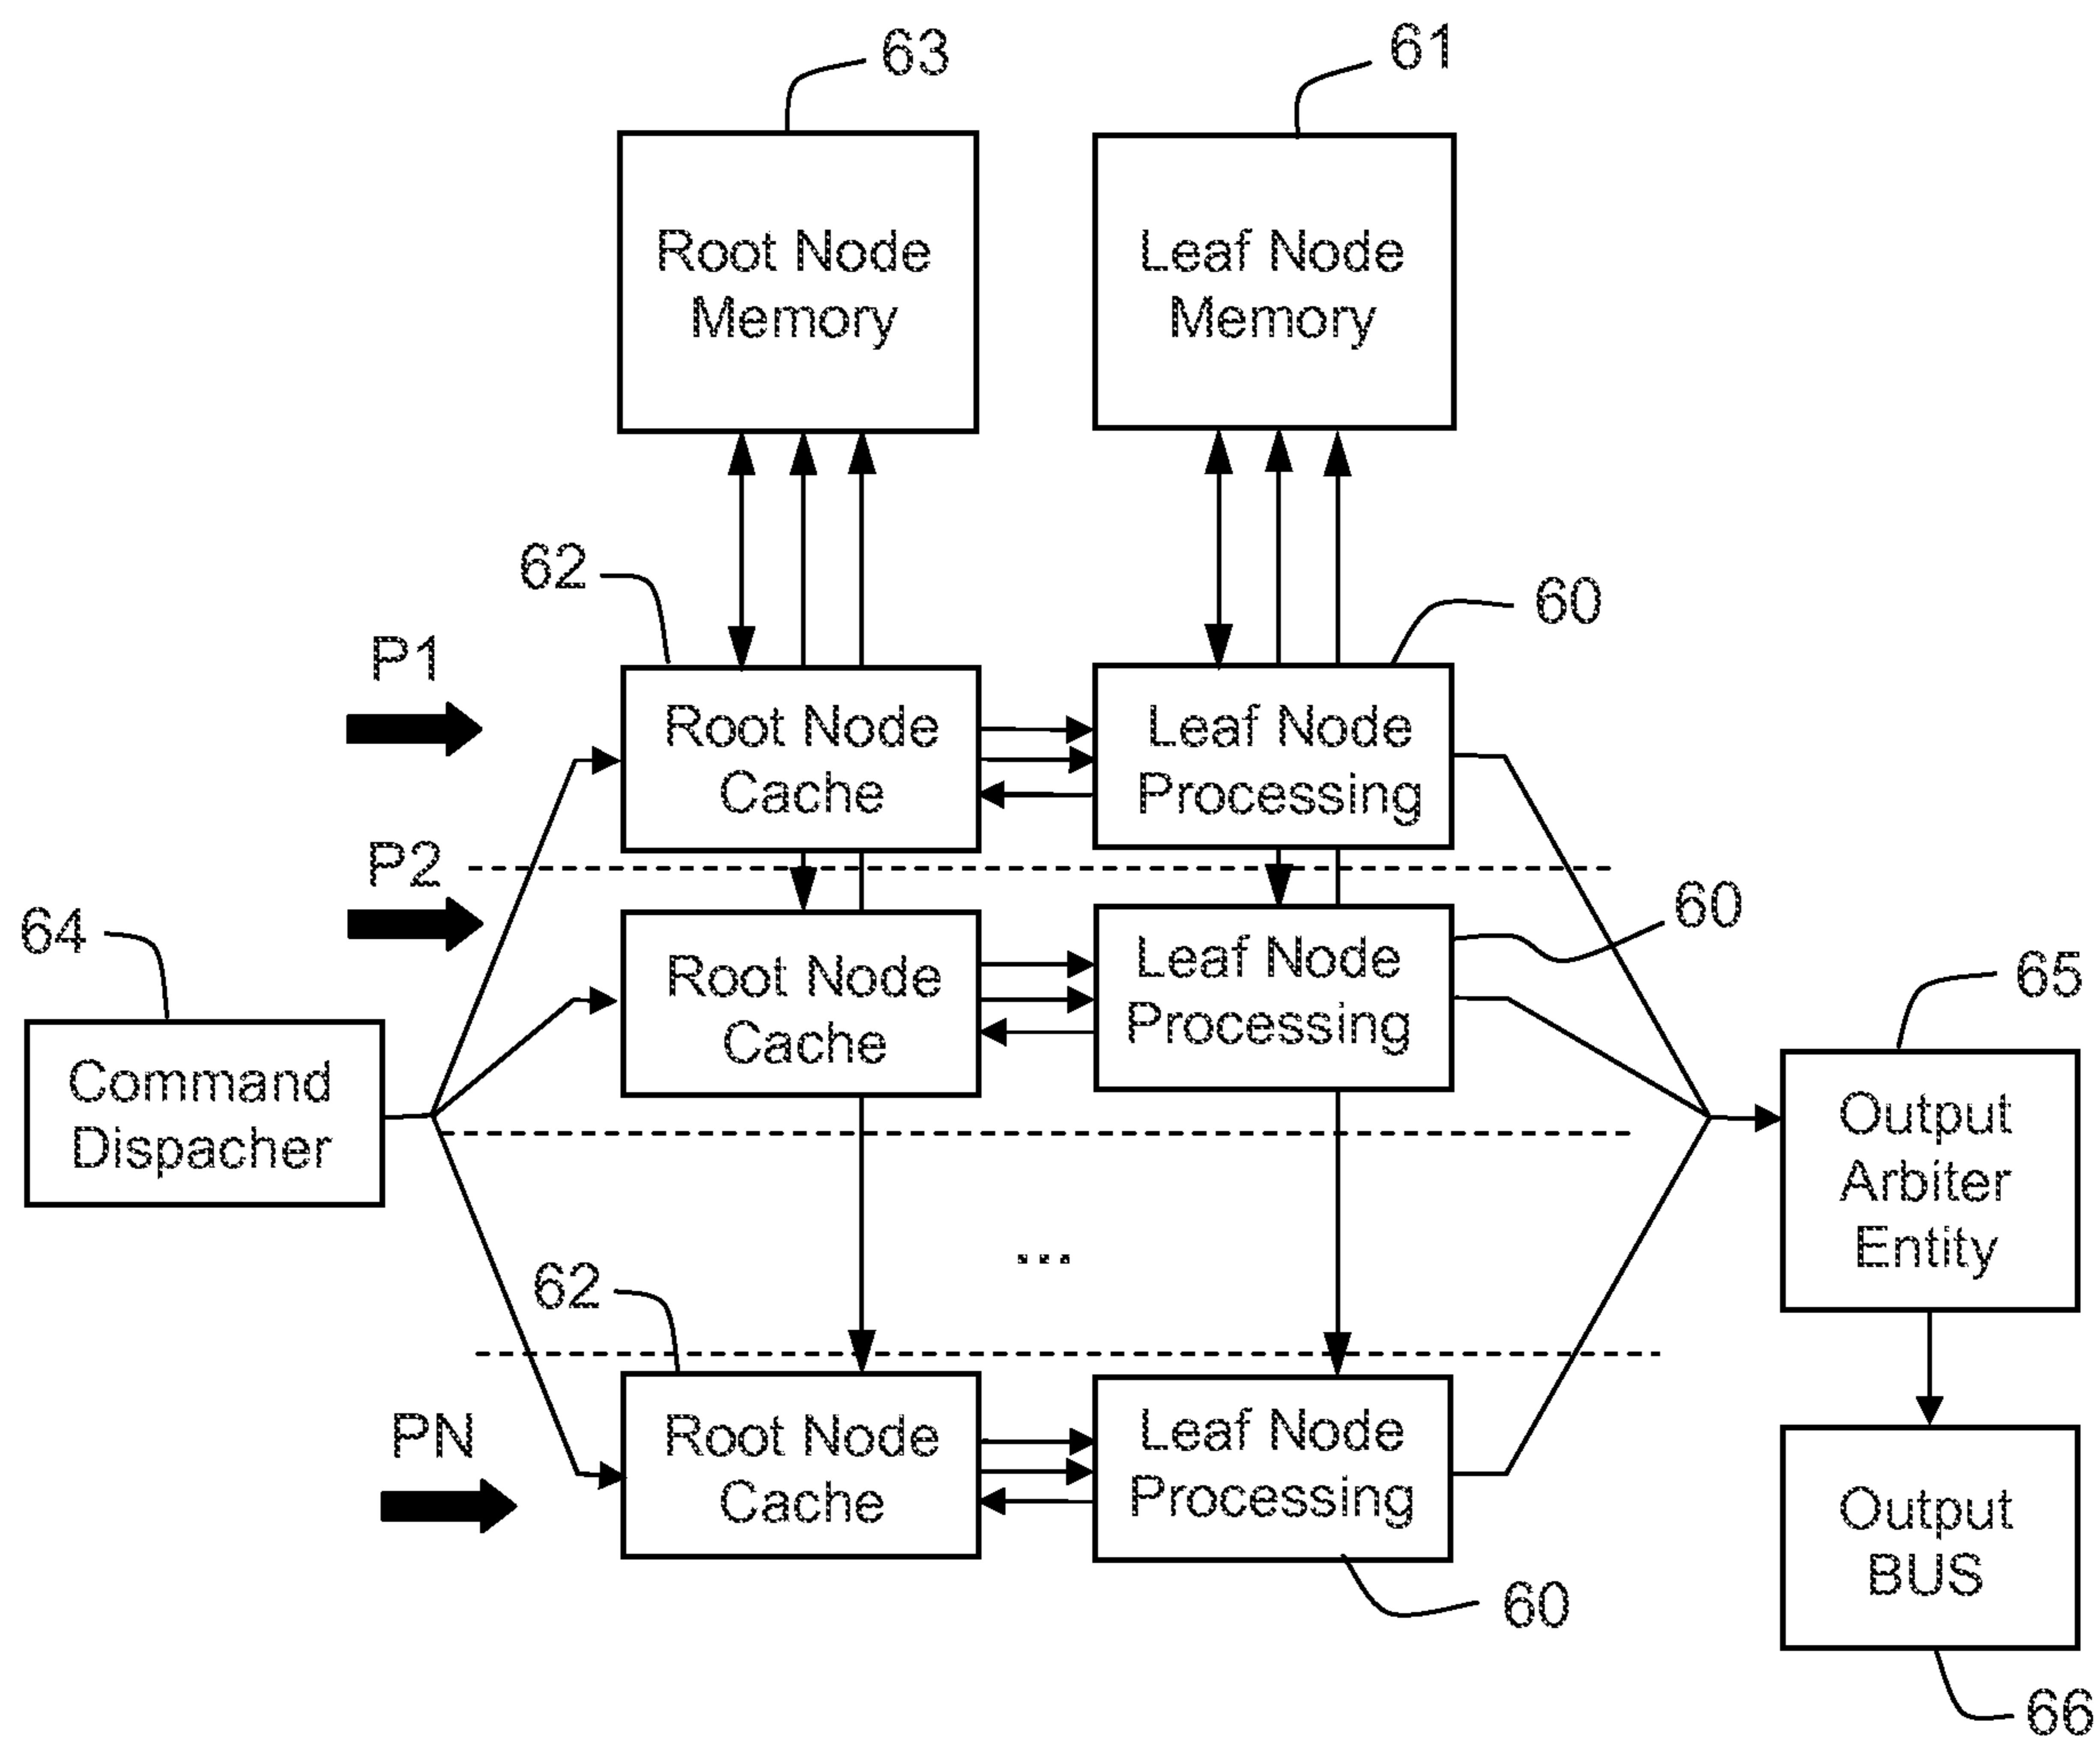 63
61
Root Node
Memory
Leaf Node
Memory
62
60
P1
Root Node
Cache
Leaf Node
Processing
P2
60
64
Root Node
Cache
Leaf Node
Processing
65
Command
Dispacher
Output
Arbiter
Entity
...
62
PN
Root Node
Cache
Leaf Node
Processing
Output
BUS
60
66